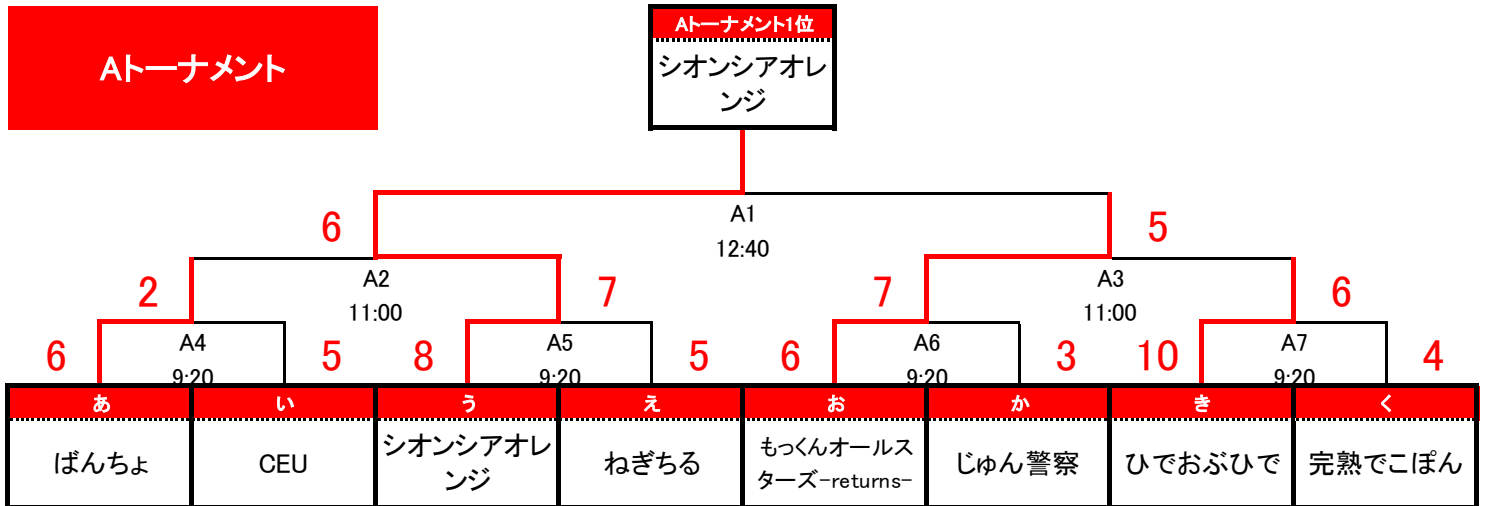 Aトーナメント
Aトーナメント1位
シオンシアオレ
ンジ
6
A1
5
12:40
2
A2
7
7
A3
6
11:00
11:00
6
A4
5
8
A5
5
6
A6
3
10
A7
4
9:20
9:20
9:20
9:20
あ
い
う
え
お
か
き
く
ばんちょ
CEU
シオンシアオレ
ンジ
ねぎちる
もっくんオールス
ターズ-returns-
じゅん警察
ひでおぶひで
完熟でこぽん